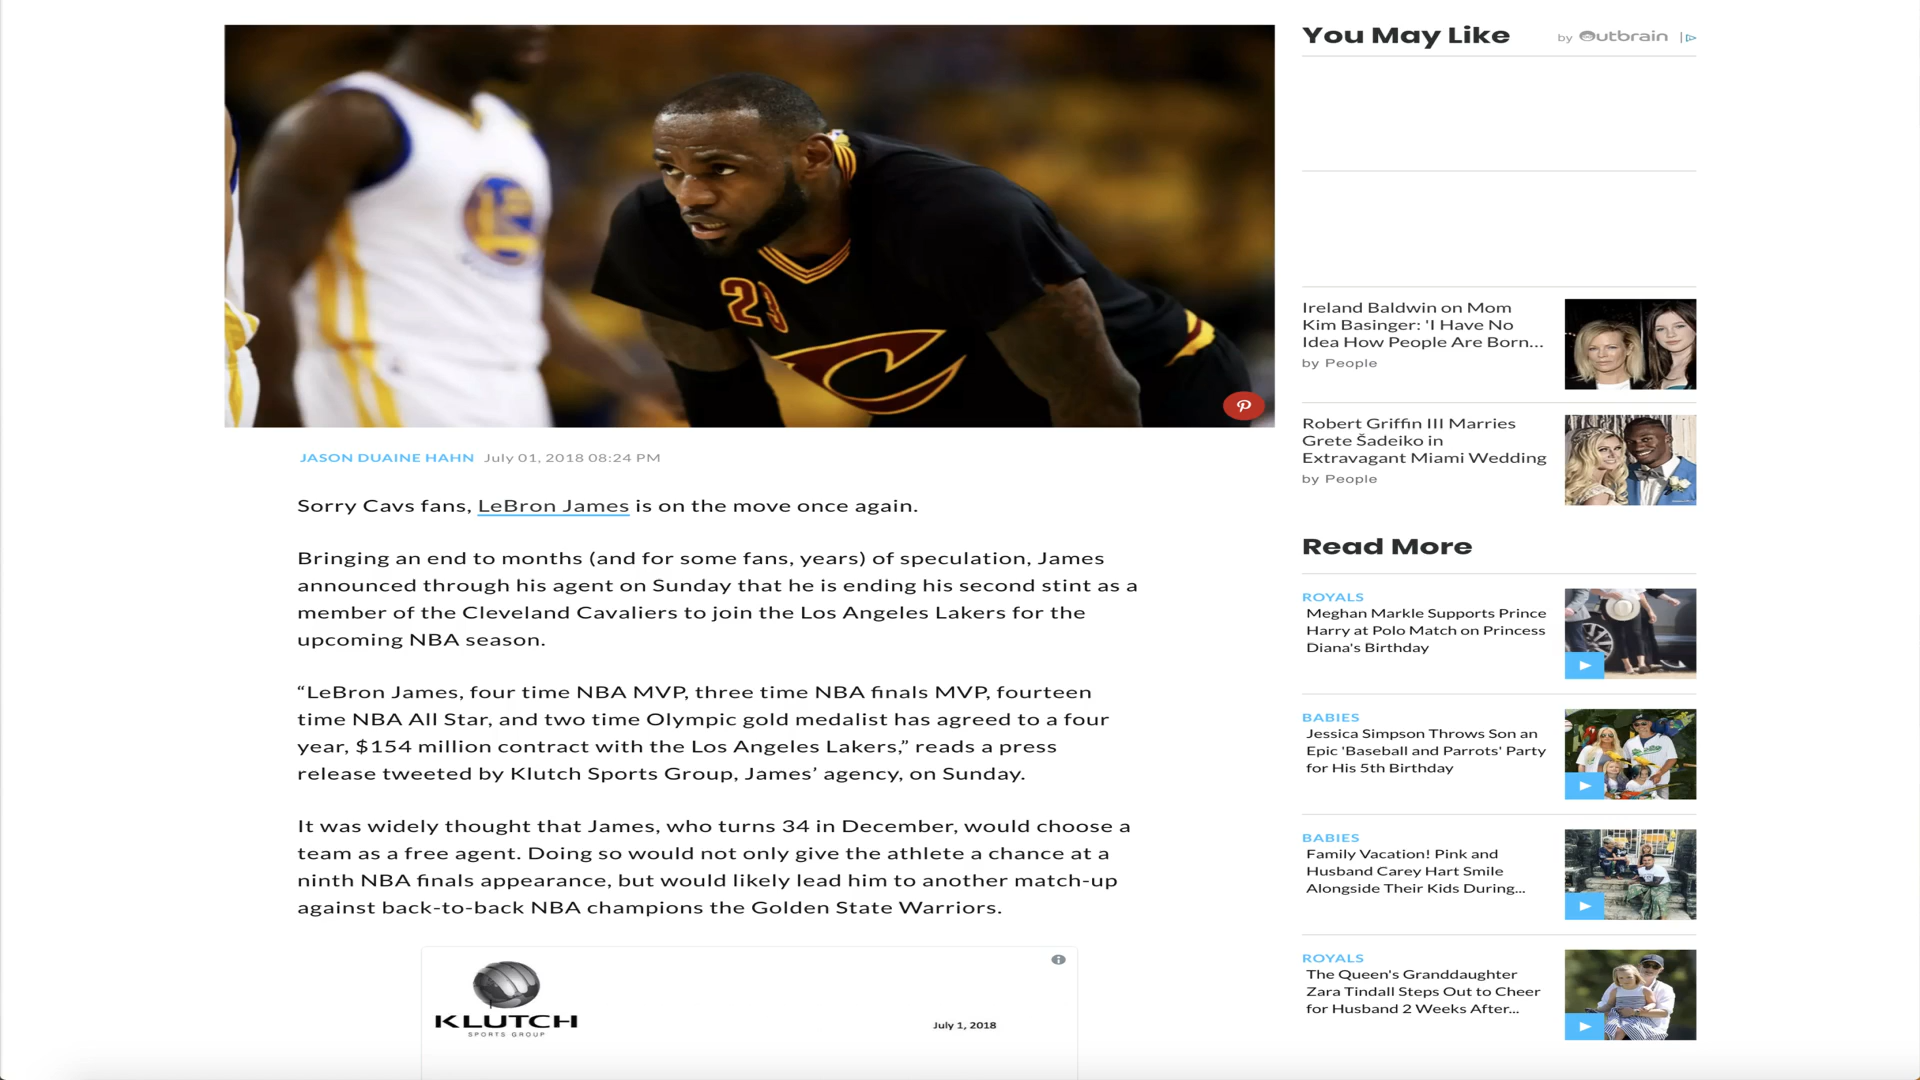 23
You May Like
by Outbrain
Ireland Baldwin on Mom
Kim Basinger: 'I Have No
Idea How People Are Born...
by People
Robert Griffin III Marries
Grete Šadeiko in
Extravagant Miami Wedding
by People
JASON DUAINE HAHN July 01, 2018 08:24 PM
Sorry Cavs fans, LeBron James is on the move once again.
Bringing an end to months (and for some fans, years) of speculation, James
announced through his agent on Sunday that he is ending his second stint as a
member of the Cleveland Cavaliers to join the Los Angeles Lakers for the
upcoming NBA season.
“LeBron James, four time NBA MVP, three time NBA finals MVP, fourteen
time NBA All Star, and two time Olympic gold medalist has agreed to a four
year, $154 million contract with the Los Angeles Lakers,” reads a press
release tweeted by Klutch Sports Group, James’ agency, on Sunday.
It was widely thought that James, who turns 34 in December, would choose a
team as a free agent. Doing so would not only give the athlete a chance at a
ninth NBA finals appearance, but would likely lead him to another match-up
against back-to-back NBA champions the Golden State Warriors.
KLUTCH
SPORTS GROUP
July 1, 2018
Read More
ROYALS
Meghan Markle Supports Prince
Harry at Polo Match on Princess
Diana's Birthday
BABIES
Jessica Simpson Throws Son an
Epic 'Baseball and Parrots' Party
for His 5th Birthday
BABIES
Family Vacation! Pink and
Husband Carey Hart Smile
Alongside Their Kids During...
ROYALS
The Queen's Granddaughter
Zara Tindall Steps Out to Cheer
for Husband 2 Weeks After...